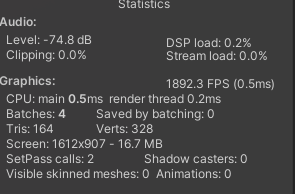 Statistics
Audio:
Level: -74.8 dB DSP load: 0.2%
Clipping: 0.0% Stream load: 0.0%
Graphics: 1892.3 FPS (0.5ms)
CPU: main 0.5ms render thread 0.2ms
Batches: 4 Saved by batching: 0
Tris: 164 Verts: 328
Screen: 1612x907 - 16.7 MB
SetPass calls: 2 Shadow casters: 0
Visible skinned meshes: 0 Animations: 0